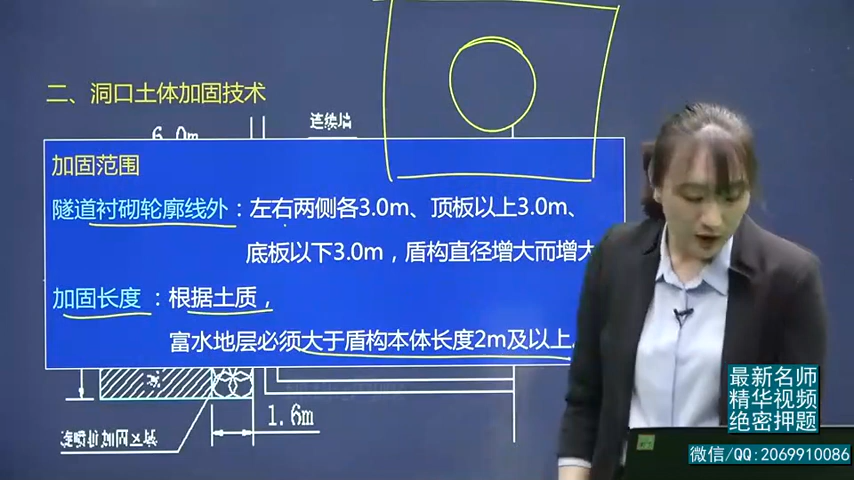 二、洞口土体加固技术
6.0m
连续墙
加固范围
隧道衬砌轮廓线外：左右两侧各3.0m、顶板以上3.0m、
底板以下3.0m，盾构直径增大而增大
加固长度：根据土质，
富水地层必须大于盾构本体长度2m及以上
1.6m
最新名师
精华视频
绝密押题
微信/QQ:2069910086